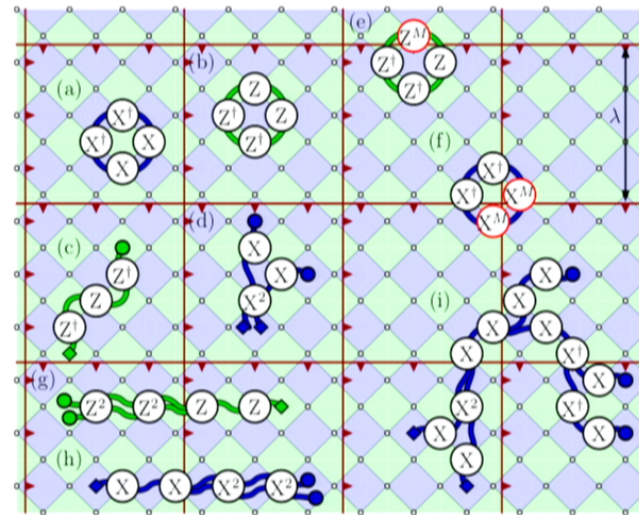 (e)
Z^M
(b)
Z† Z
(a)
Z
Z†
X†
Z† Z
λ
X† X
Z†
(f)
X
X†
X† X^M
X^M
(d)
(c)
X
Z†
X
X
(i)
Z
X²
X
Z†
X X
X
X†
(g)
X
Z² Z² Z Z
X²
X†
X
X
(h)
X
X X X² X²